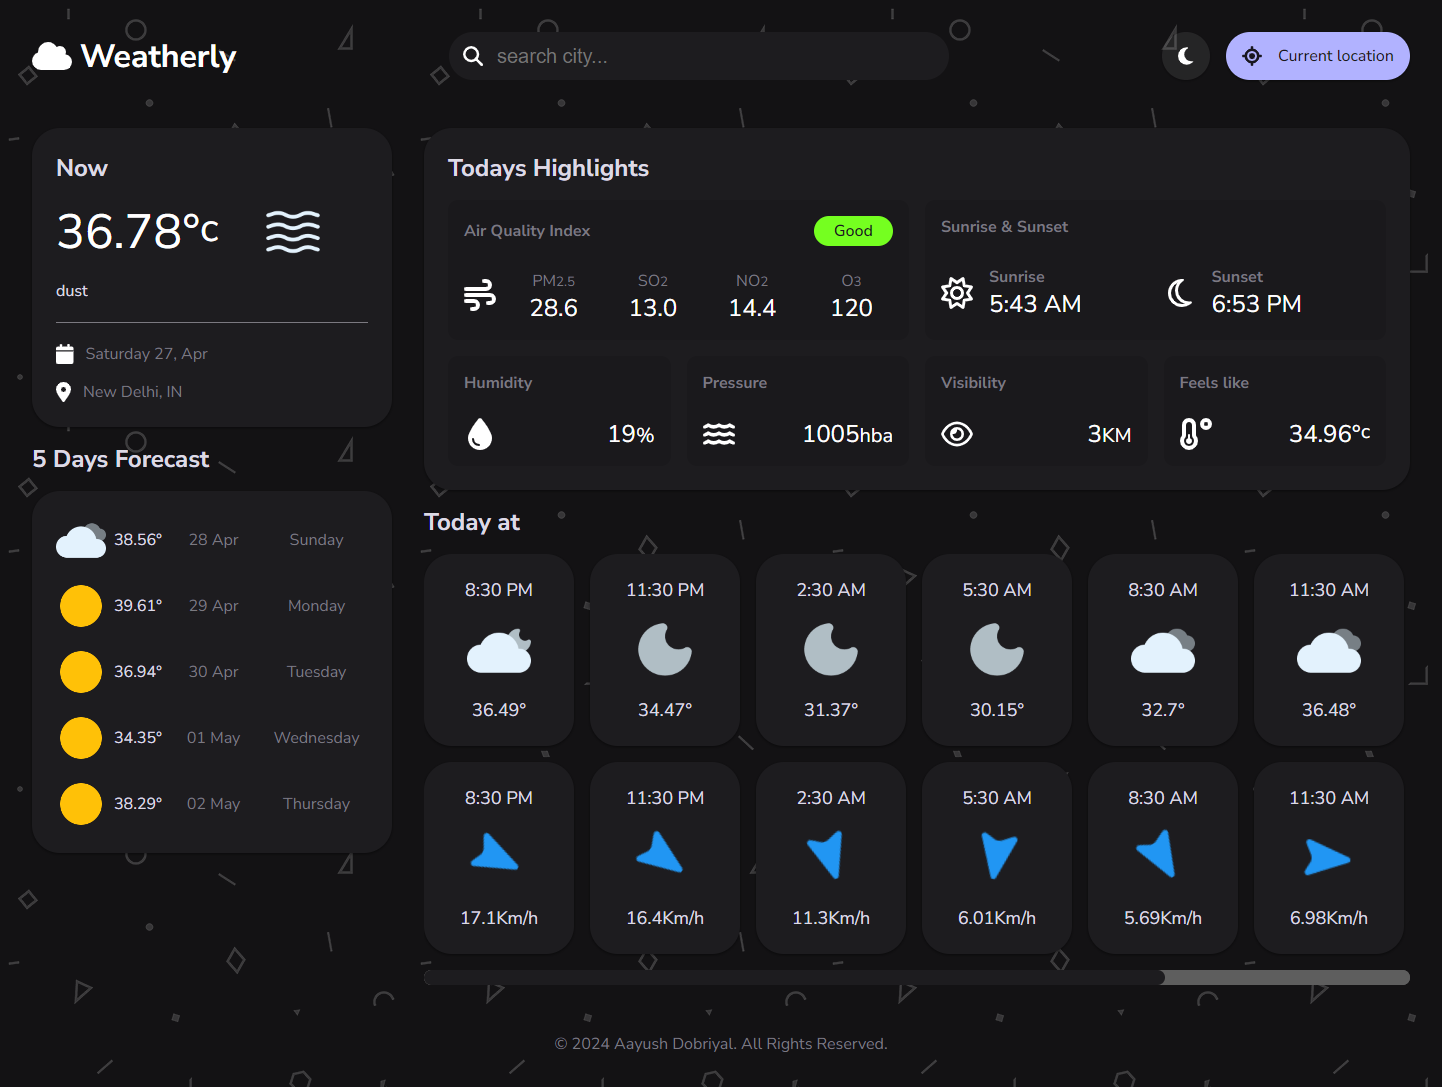 Weatherly
search city...
Current location
Now
36.78°C
dust
Saturday 27, Apr
New Delhi, IN
5 Days Forecast
38.56° 28 Apr Sunday
39.61° 29 Apr Monday
36.94° 30 Apr Tuesday
34.35° 01 May Wednesday
38.29° 02 May Thursday
Todays Highlights
Air Quality Index Good
PM2.5 SO2 NO2 O3
28.6 13.0 14.4 120
Sunrise & Sunset
Sunrise Sunset
5:43 AM 6:53 PM
Humidity
19%
Pressure
1005hba
Visibility
3KM
Feels like
34.96°C
Today at
8:30 PM 11:30 PM 2:30 AM 5:30 AM 8:30 AM 11:30 AM
36.49° 34.47° 31.37° 30.15° 32.7° 36.48°
8:30 PM 11:30 PM 2:30 AM 5:30 AM 8:30 AM 11:30 AM
17.1Km/h 16.4Km/h 11.3Km/h 6.01Km/h 5.69Km/h 6.98Km/h
© 2024 Aayush Dobriyal. All Rights Reserved.